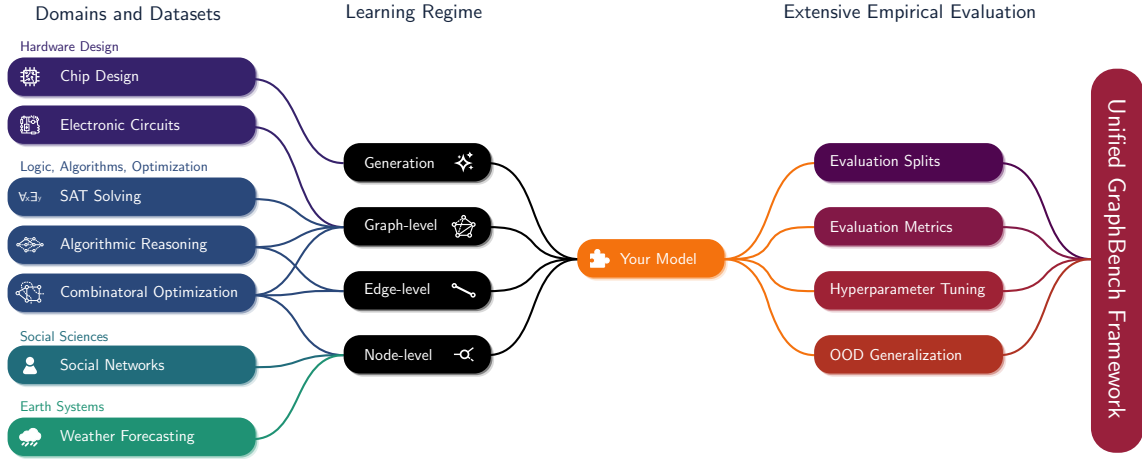 Domains and Datasets
Learning Regime
Extensive Empirical Evaluation
Hardware Design
Chip Design
Electronic Circuits
Logic, Algorithms, Optimization
SAT Solving
Algorithmic Reasoning
Combinatoral Optimization
Social Sciences
Social Networks
Earth Systems
Weather Forecasting
Generation
Graph-level
Edge-level
Node-level
Your Model
Evaluation Splits
Evaluation Metrics
Hyperparameter Tuning
OOD Generalization
Unified GraphBench Framework